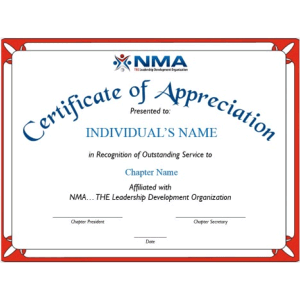 NMA
THE Leadership Development Organization
Certificate of Appreciation
Presented to:
INDIVIDUAL'S NAME
in Recognition of Outstanding Service to
Chapter Name
Affiliated with
NMA… THE Leadership Development Organization
Chapter President
Chapter Secretary
Date